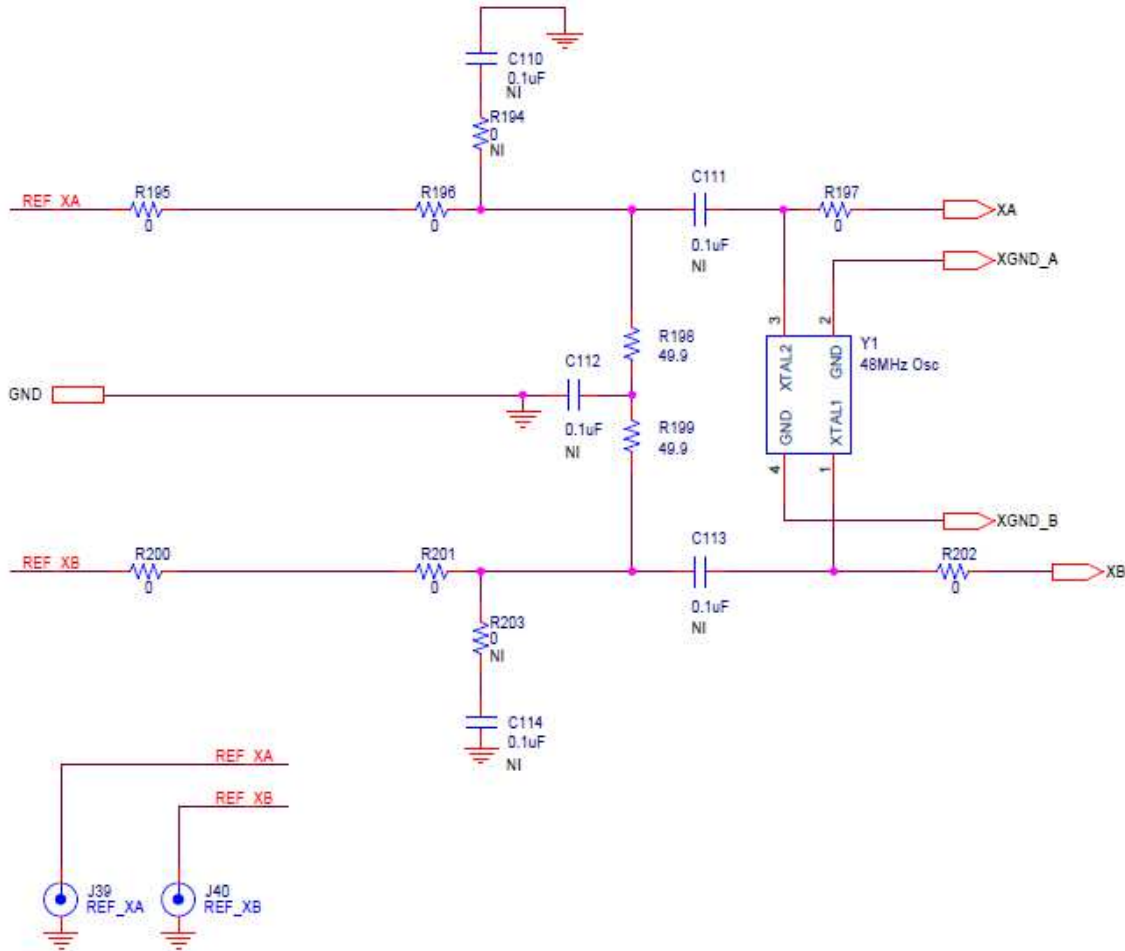 C110
0.1uF
NI
R194
0
NI
REF_XA
R195
0
R196
0
C111
0.1uF
NI
R197
0
XA
XGND_A
3
2
XTAL2
GND
GND
XTAL1
4
1
Y1
48MHz Osc
R198
49.9
GND
C112
0.1uF
NI
R199
49.9
XGND_B
REF_XB
R200
0
R201
0
C113
0.1uF
NI
R202
0
XB
R203
0
NI
C114
0.1uF
NI
REF_XA
REF_XB
J39
REF_XA
J40
REF_XB